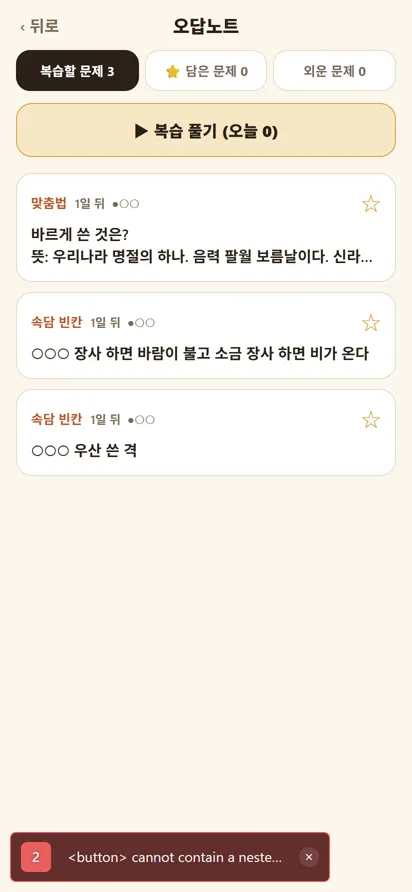 ‹ 뒤로
오답노트
복습할 문제 3
⭐ 담은 문제 0
외운 문제 0
▶ 복습 풀기 (오늘 0)
맞춤법 1일 뒤 ●○○ ☆
바르게 쓴 것은?
뜻: 우리나라 명절의 하나. 음력 팔월 보름날이다. 신라...
속담 빈칸 1일 뒤 ●○○ ☆
○○○ 장사 하면 바람이 불고 소금 장사 하면 비가 온다
속담 빈칸 1일 뒤 ●○○ ☆
○○○ 우산 쓴 격
2 <button> cannot contain a neste... ×